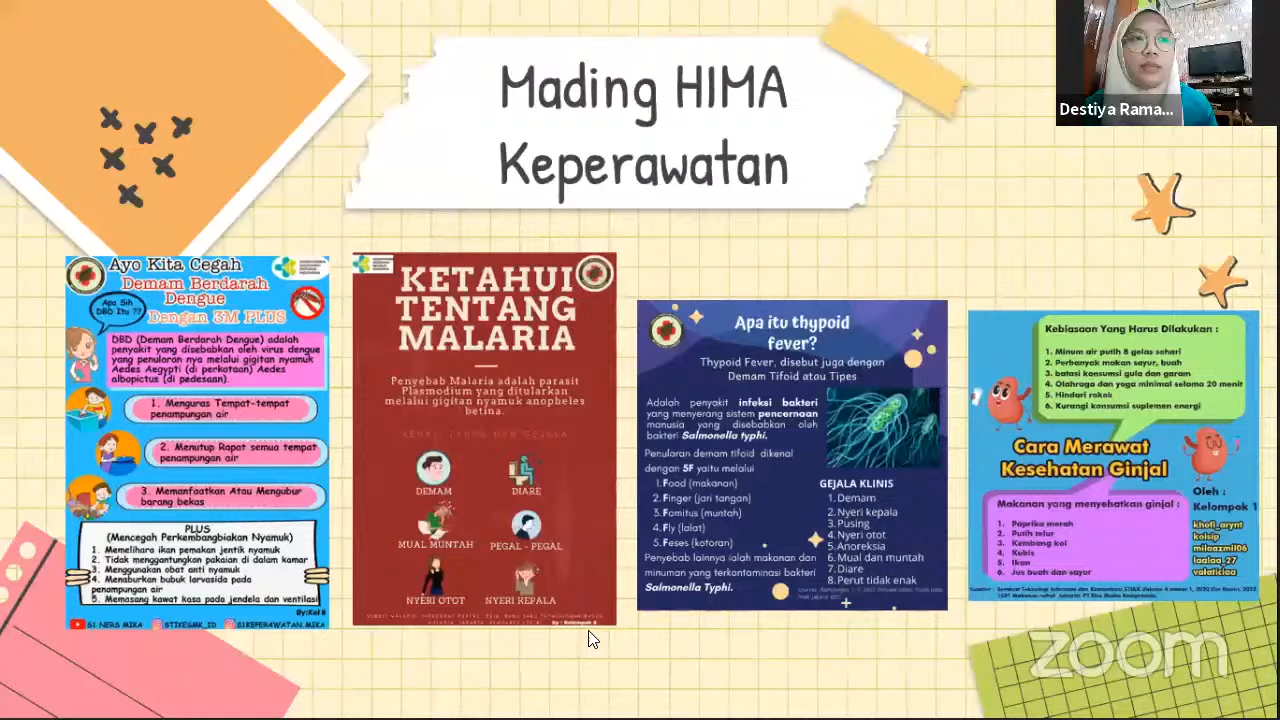 Mading HIMA
Keperawatan
Destiya Rama...
Ayo Kita Cegah
Demam Berdarah
Dengue
Dengan 3M PLUS
Apa Sih
DBD Itu ??
DBD (Demam Berdarah Dengue) adalah
penyakit yang disebabkan oleh virus dengue
yang penularan nya melalui gigitan nyamuk
Aedes Aegypti (di perkotaan) Aedes
albopictus (di pedesaan).
1. Menguras Tempat-tempat
penampungan air
2. Menutup Rapat semua tempat
penampungan air
3. Memanfaatkan Atau Mengubur
barang bekas
PLUS
(Mencegah Perkembangbiakan Nyamuk)
1. Memelihara ikan pemakan jentik nyamuk
2. Tidak menggantungkan pakaian di dalam kamar
3. Menggunakan obat anti nyamuk
4. Menaburkan bubuk larvasida pada
penampungan air
5. Memasang kawat kasa pada jendela dan ventilasi
By:Kel 8
S1 NERS MIKA
STIKESMK_ID
S1KEPERAWATAN.MIKA
KETAHUI
TENTANG
MALARIA
Penyebab Malaria adalah parasit
Plasmodium yang ditularkan
melalui gigitan nyamuk anopheles
betina.
DEMAM
DIARE
MUAL MUNTAH
PEGAL - PEGAL
NYERI OTOT
NYERI KEPALA
Apa itu thypoid
fever?
Thypoid Fever, disebut juga dengan
Demam Tifoid atau Tipes
Adalah penyakit infeksi bakteri
yang menyerang sistem pencernaan
manusia yang disebabkan oleh
bakteri Salmonella typhi.
Penularan demam tifoid dikenal
dengan 5F yaitu melalui
1.Food (makanan)
2.Finger (jari tangan)
3.Fomitus (muntah)
4.Fly (lalat)
5.Feses (kotoran)
Penyebab lainnya ialah makanan dan
minuman yang terkontaminasi bakteri
Salmonella Typhi.
GEJALA KLINIS
1.Demam
2.Nyeri kepala
3.Pusing
4.Nyeri otot
5.Anoreksia
6.Mual dan muntah
7.Diare
8.Perut tidak enak
Kebiasaan Yang Harus Dilakukan :
1. Minum air putih 8 gelas sehari
2. Perbanyak makan sayur, buah
3. batasi konsumsi gula dan garam
4. Olahraga dan yoga minimal selama 20 menit
5. Hindari rokok
6. Kurangi konsumsi suplemen energi
Cara Merawat
Kesehatan Ginjal
Makanan yang menyehatkan ginjal :
1. Paprika merah
2. Putih telur
3. Kembang kol
4. Kubis
5. Ikan
6. Jus buah dan sayur
Oleh :
Kelompok 1
khofi_arynt
kolsip
milaazmi06
laalaa_27
valaticiaa
zoom